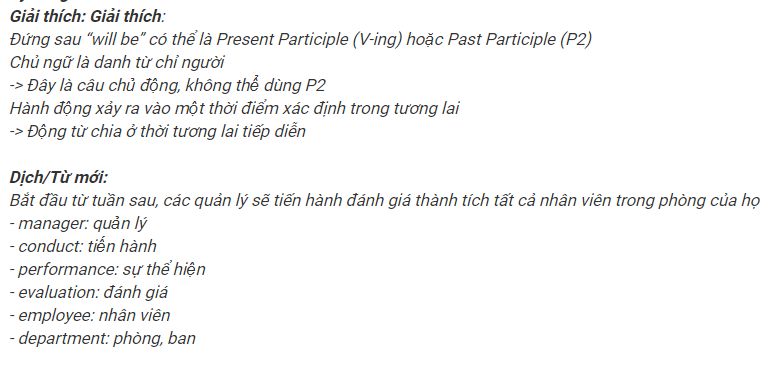 Giải thích: Giải thích:
Đứng sau “will be” có thể là Present Participle (V-ing) hoặc Past Participle (P2)
Chủ ngữ là danh từ chỉ người
-> Đây là câu chủ động, không thể dùng P2
Hành động xảy ra vào một thời điểm xác định trong tương lai
-> Động từ chia ở thời tương lai tiếp diễn
Dịch/Từ mới:
Bắt đầu từ tuần sau, các quản lý sẽ tiến hành đánh giá thành tích tất cả nhân viên trong phòng của họ
- manager: quản lý
- conduct: tiến hành
- performance: sự thể hiện
- evaluation: đánh giá
- employee: nhân viên
- department: phòng, ban